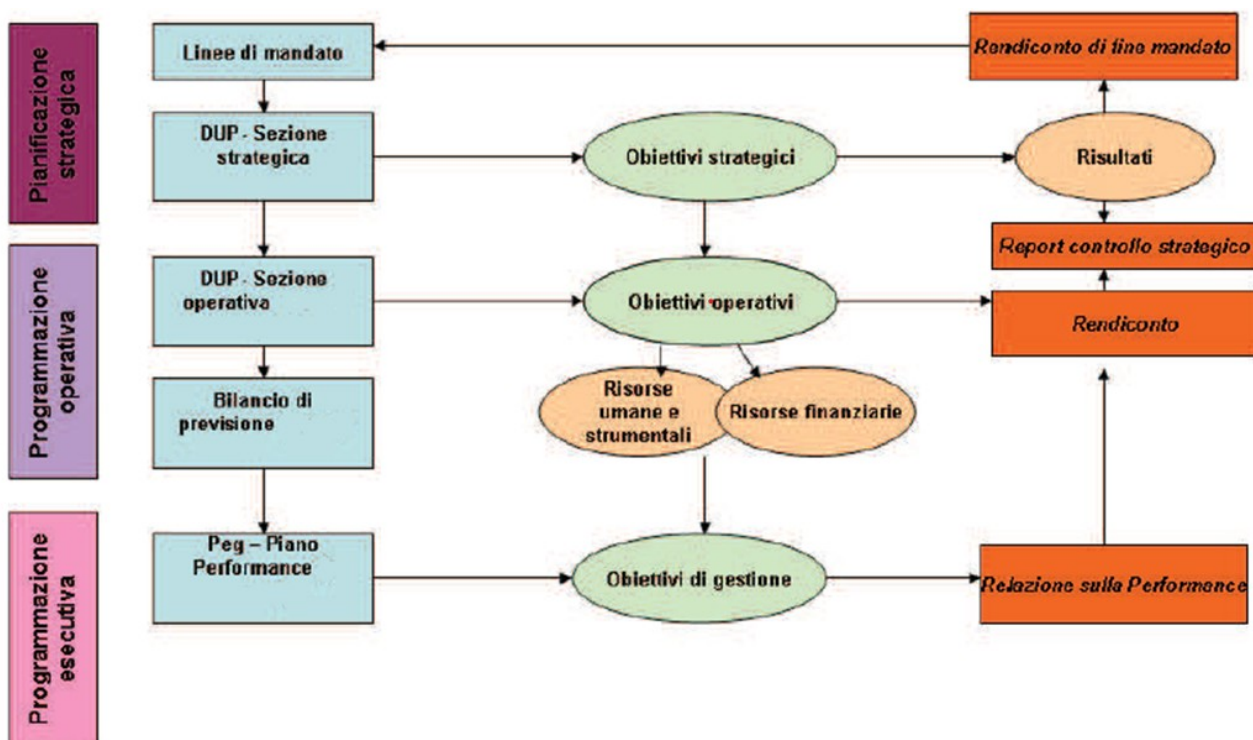 Pianificazione
strategica
Linee di mandato
Rendiconto di fine mandato
DUP - Sezione
strategica
Obiettivi strategici
Risultati
Report controllo strategico
Programmazione
operativa
DUP - Sezione
operativa
Obiettivi operativi
Rendiconto
Bilancio di
previsione
Risorse
umane e
strumentali
Risorse finanziarie
Programmazione
esecutiva
Peg – Piano
Performance
Obiettivi di gestione
Relazione sulla Performance